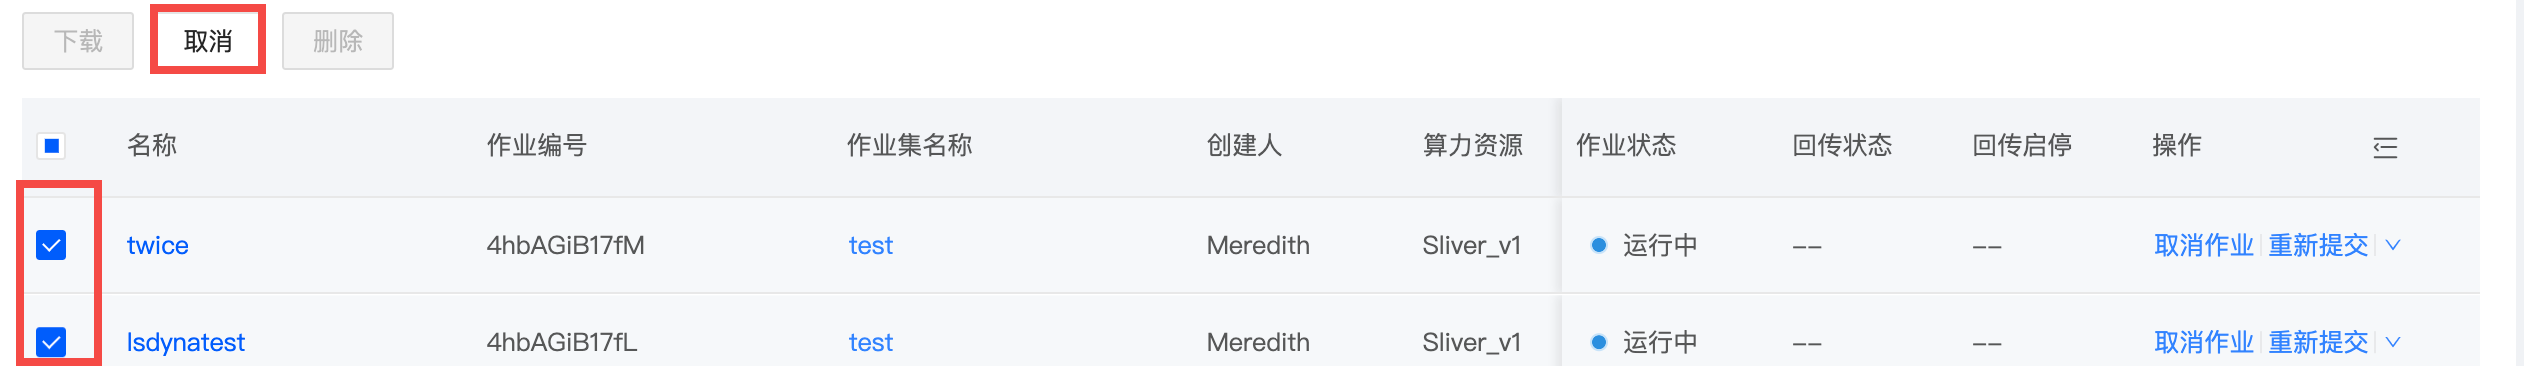 下载 取消 删除
名称 作业编号 作业集名称 创建人 算力资源 作业状态 回传状态 回传启停 操作
twice 4hbAGiB17fM test Meredith Sliver_v1 运行中 -- -- 取消作业 重新提交
lsdynatest 4hbAGiB17fL test Meredith Sliver_v1 运行中 -- -- 取消作业 重新提交